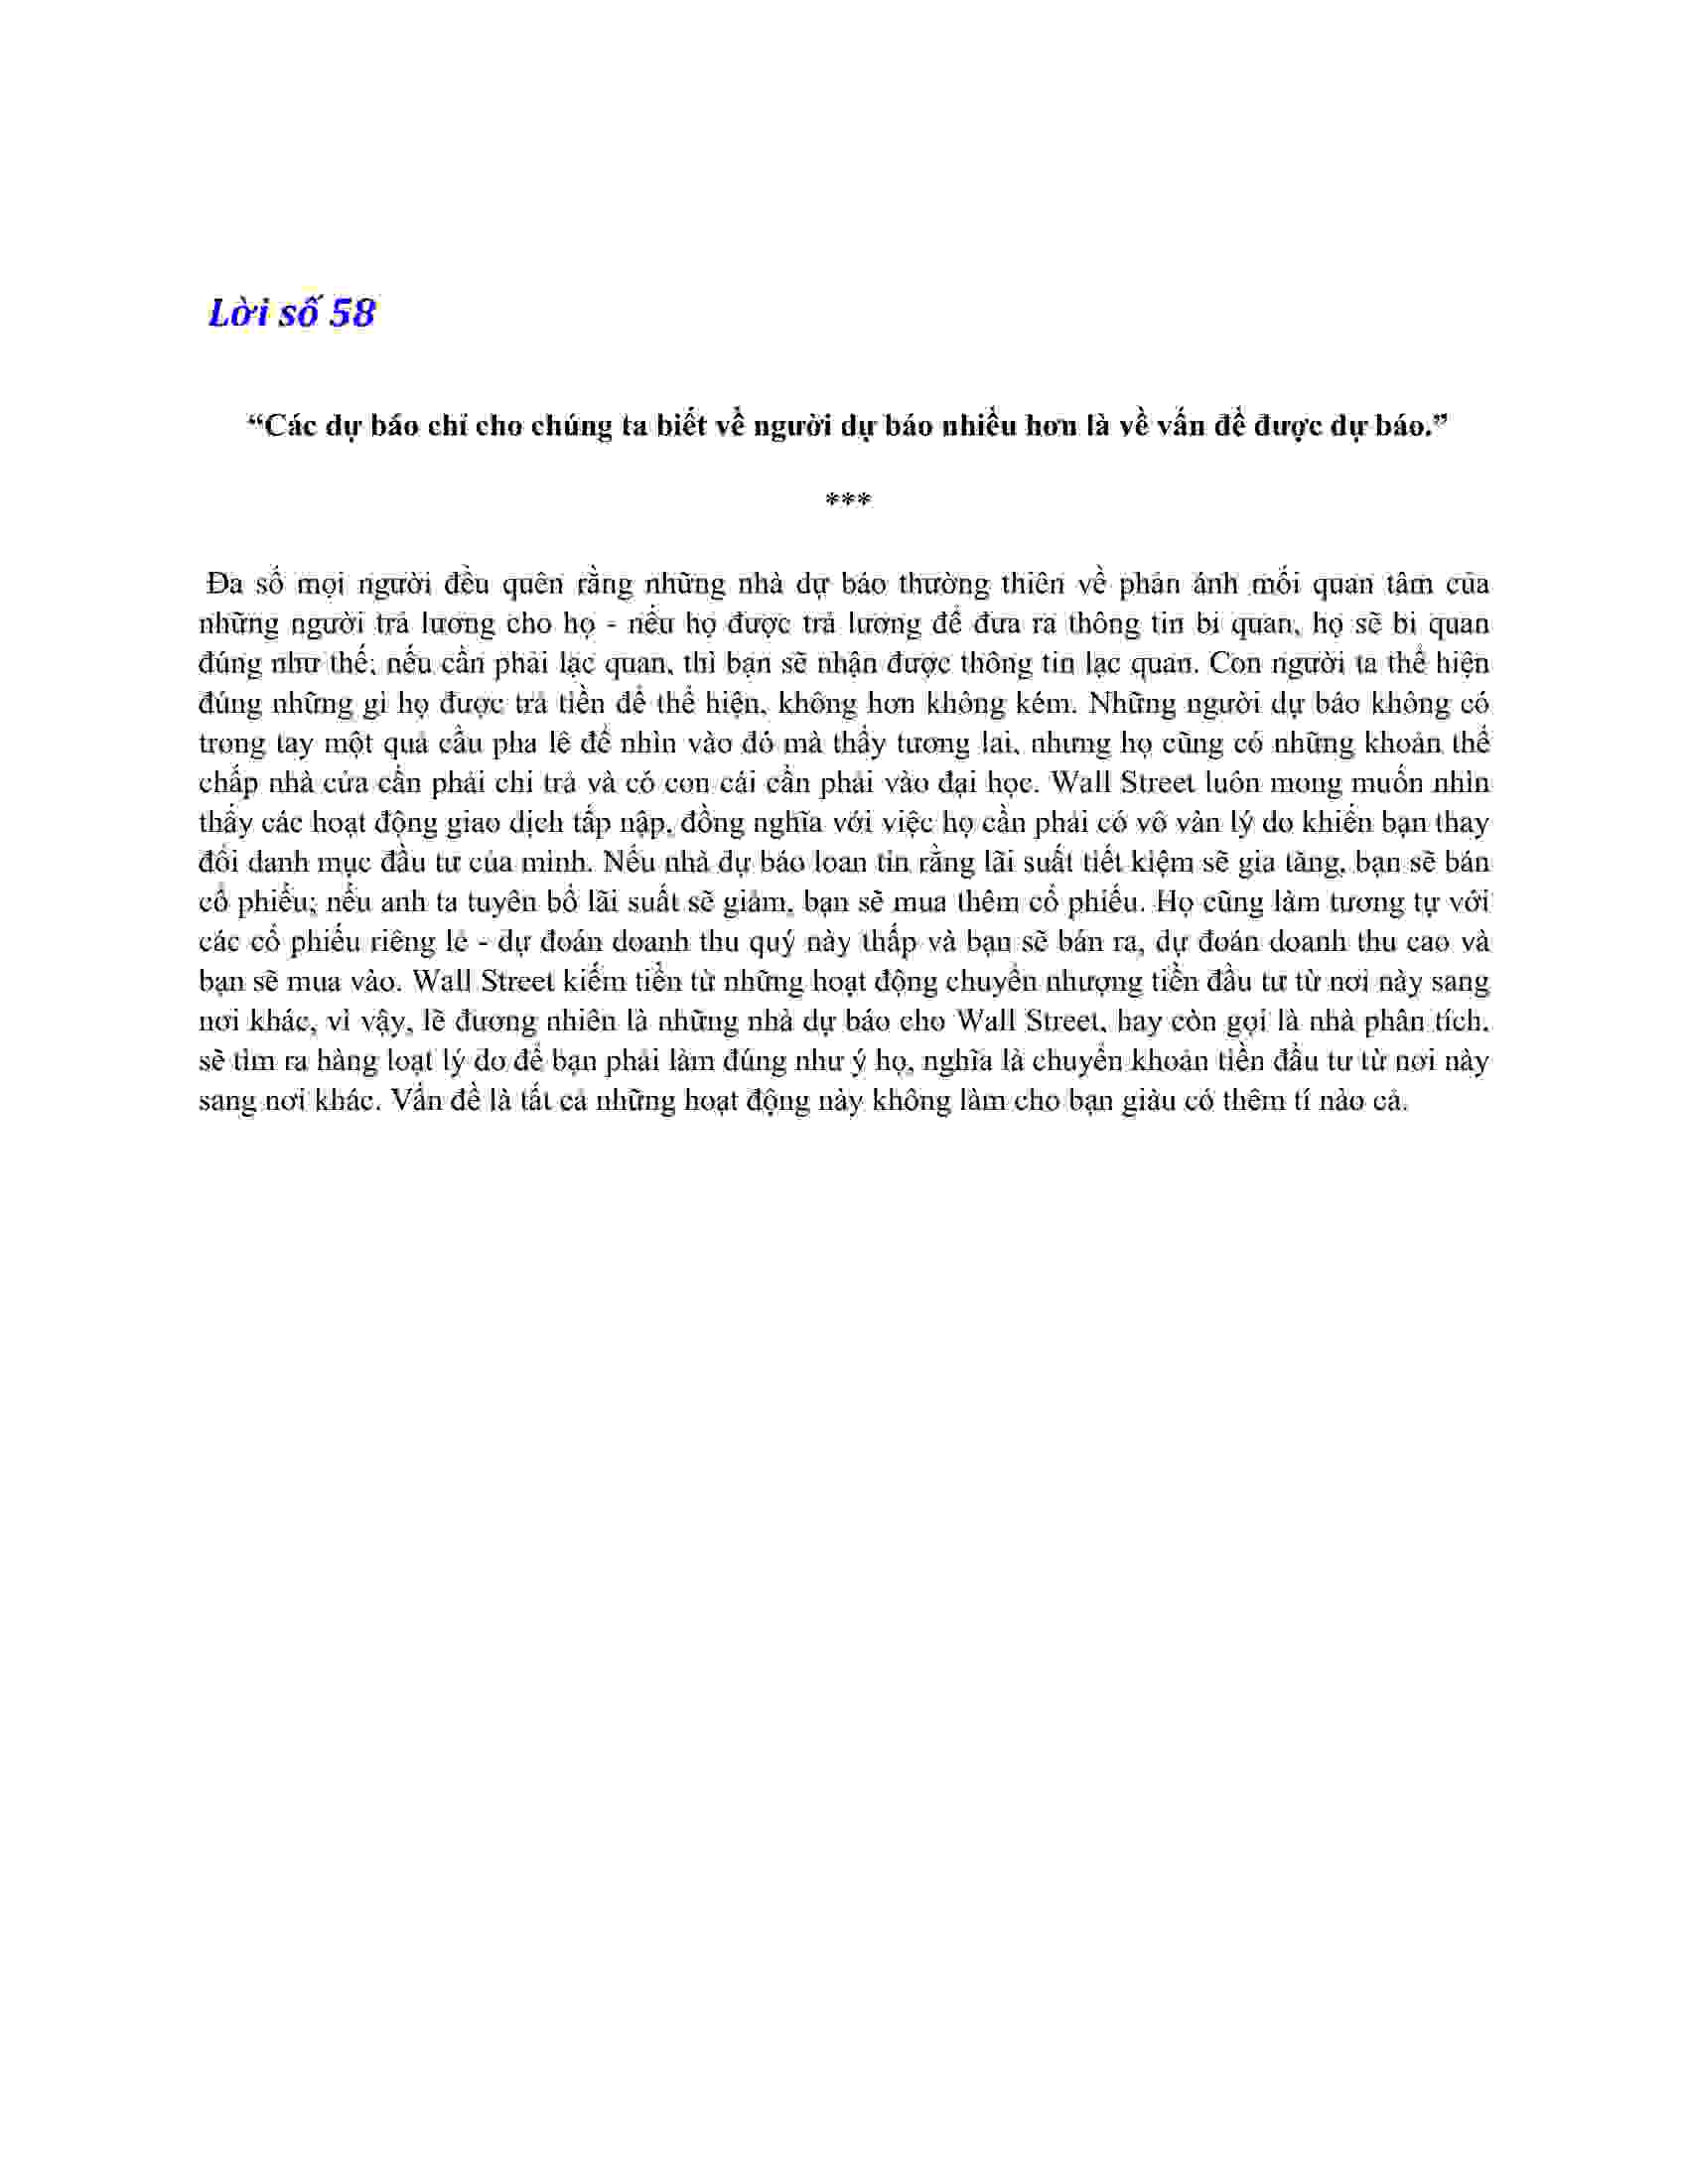 Lời số 58
“Các dự báo chỉ cho chúng ta biết về người dự báo nhiều hơn là về vấn đề được dự báo.”
***
Đa số mọi người đều quên rằng những nhà dự báo thường thiên về phản ánh mối quan tâm của
những người trả lương cho họ - nếu họ được trả lương để đưa ra thông tin bi quan, họ sẽ bi quan
đúng như thế; nếu cần phải lạc quan, thì bạn sẽ nhận được thông tin lạc quan. Con người ta thể hiện
đúng những gì họ được trả tiền để thể hiện, không hơn không kém. Những người dự báo không có
trong tay một quả cầu pha lê để nhìn vào đó mà thấy tương lai, nhưng họ cũng có những khoản thế
chấp nhà cửa cần phải chi trả và có con cái cần phải vào đại học. Wall Street luôn mong muốn nhìn
thấy các hoạt động giao dịch tấp nập, đồng nghĩa với việc họ cần phải có vô vàn lý do khiến bạn thay
đổi danh mục đầu tư của mình. Nếu nhà dự báo loan tin rằng lãi suất tiết kiệm sẽ gia tăng, bạn sẽ bán
cổ phiếu; nếu anh ta tuyên bố lãi suất sẽ giảm, bạn sẽ mua thêm cổ phiếu. Họ cũng làm tương tự với
các cổ phiếu riêng lẻ - dự đoán doanh thu quý này thấp và bạn sẽ bán ra, dự đoán doanh thu cao và
bạn sẽ mua vào. Wall Street kiếm tiền từ những hoạt động chuyển nhượng tiền đầu tư từ nơi này sang
nơi khác, vì vậy, lẽ đương nhiên là những nhà dự báo cho Wall Street, hay còn gọi là nhà phân tích,
sẽ tìm ra hàng loạt lý do để bạn phải làm đúng như ý họ, nghĩa là chuyển khoản tiền đầu tư từ nơi này
sang nơi khác. Vấn đề là tất cả những hoạt động này không làm cho bạn giàu có thêm tí nào cả.